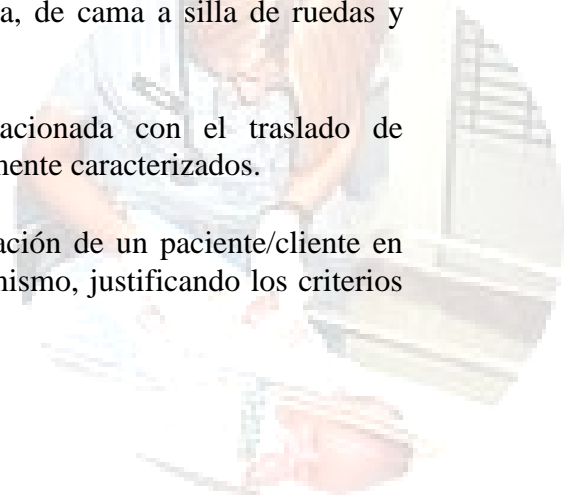 a, de cama a silla de ruedas y
acionada con el traslado de
nente caracterizados.
ación de un paciente/cliente en
nismo, justificando los criterios